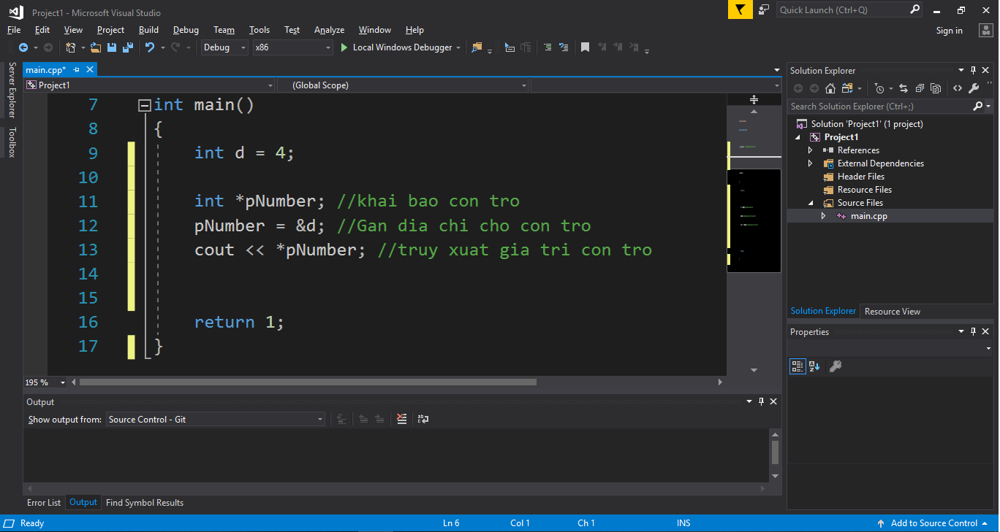 Project1 - Microsoft Visual Studio
Quick Launch (Ctrl+Q)
File Edit View Project Build Debug Team Tools Test Analyze Window Help
Sign in
Debug x86 Local Windows Debugger
Server Explorer
Toolbox
main.cpp*
Project1 (Global Scope)
7 int main()
8 {
9 int d = 4;
10
11 int *pNumber; //khai bao con tro
12 pNumber = &d; //Gan dia chi cho con tro
13 cout << *pNumber; //truy xuat gia tri con tro
14
15
16 return 1;
17 }
195 %
Output
Show output from: Source Control - Git
Error List Output Find Symbol Results
Solution Explorer
Search Solution Explorer (Ctrl+;)
Solution 'Project1' (1 project)
Project1
References
External Dependencies
Header Files
Resource Files
Source Files
main.cpp
Solution Explorer Resource View
Properties
Ready Ln 6 Col 1 Ch 1 INS Add to Source Control